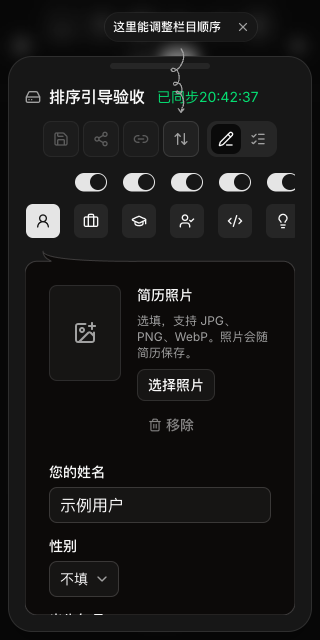 这里能调整栏目顺序
排序引导验收 已同步20:42:37
简历照片
选填，支持 JPG、
PNG、WebP。照片会随
简历保存。
选择照片
移除
您的姓名
示例用户
性别
不填